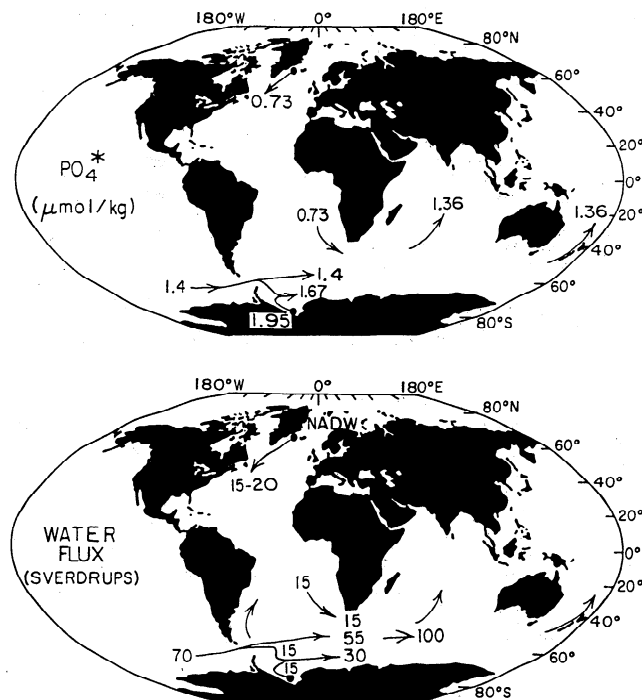 180°W 0° 180°E
80°N
60°
0.73
40°
20°
PO4*
0°
(μmol/kg)
1.36
1.36
20°
0.73
40°
1.4
1.4
1.67
60°
1.95
80°S
180°W 0° 180°E
80°N
NADW
60°
15-20
40°
20°
WATER
FLUX
(SVERDRUPS)
0°
20°
15
15
40°
55
100
70
15
30
60°
15
80°S